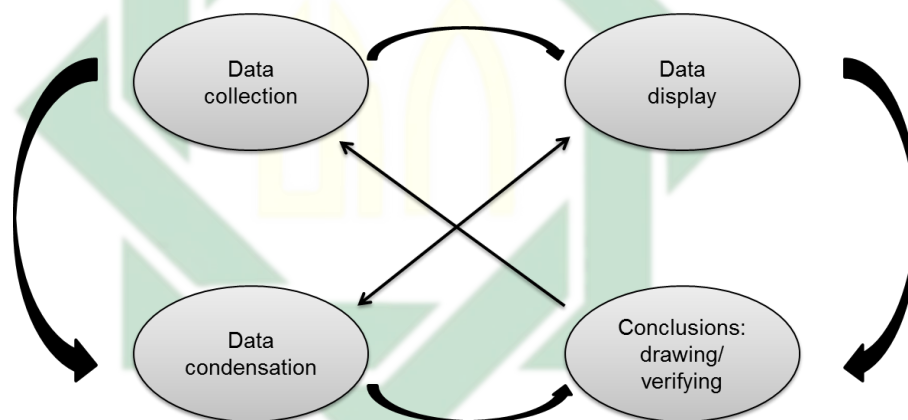 Data
collection
Data
display
Data
condensation
Conclusions:
drawing/
verifying